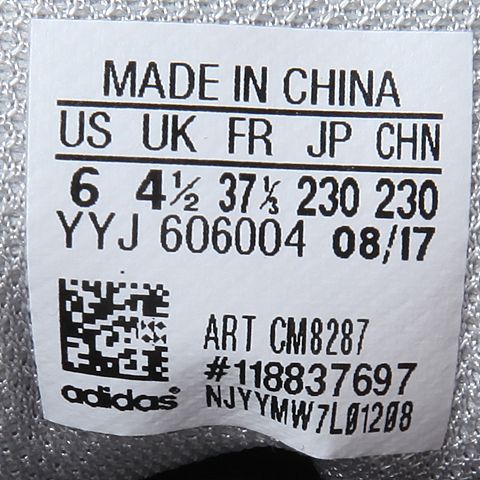 MADE IN CHINA
US UK FR JP CHN
6 4½ 37⅓ 230 230
YYJ 606004 08/17
ART CM8287
#118837697
adidas®
NJYYMW7L01208